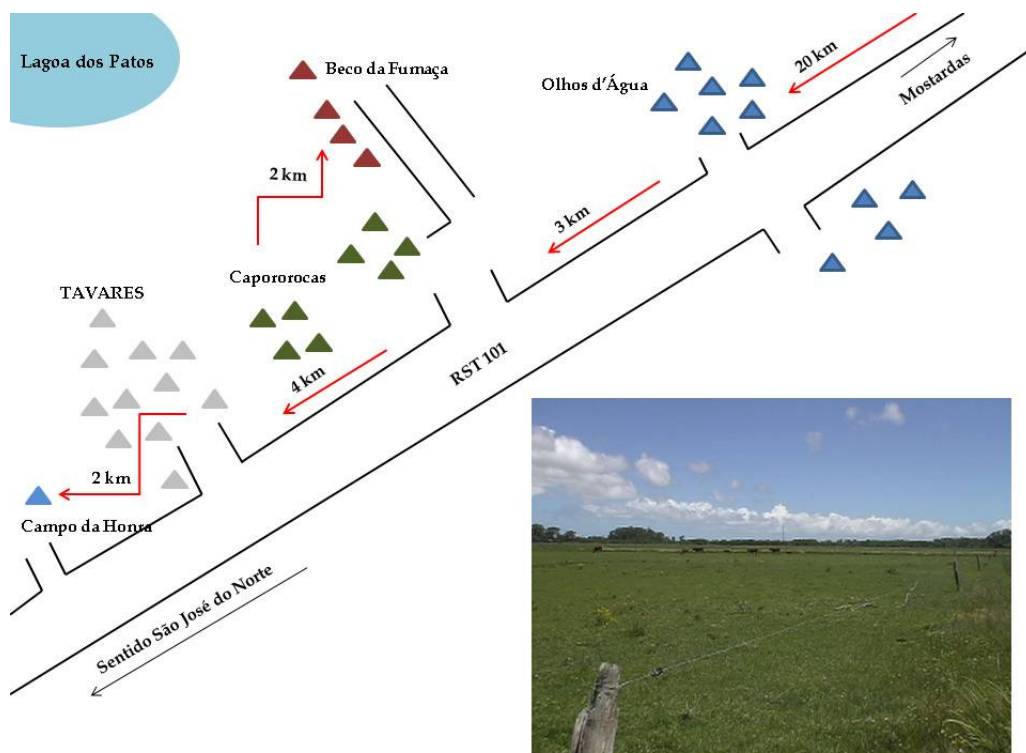 Lagoa dos Patos
Beco da Fumaça
Olhos d'Água
20 km
Mostardas
2 km
3 km
Capororocas
TAVARES
4 km
RST 101
2 km
Campo da Honra
Sentido São José do Norte